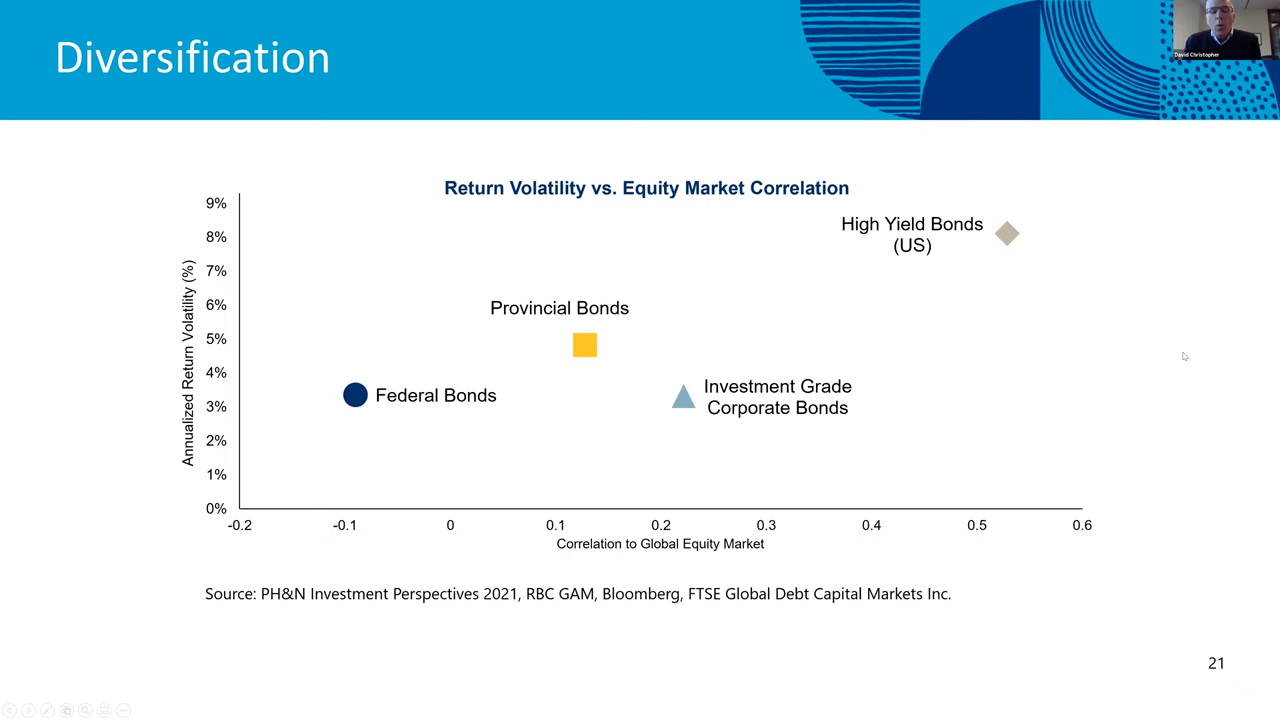 Diversification
David Christopher
Return Volatility vs. Equity Market Correlation
Annualized Return Volatility (%)
9%
8%
7%
6%
5%
4%
3%
2%
1%
0%
High Yield Bonds
(US)
Provincial Bonds
Federal Bonds
Investment Grade
Corporate Bonds
-0.2 -0.1 0 0.1 0.2 0.3 0.4 0.5 0.6
Correlation to Global Equity Market
Source: PH&N Investment Perspectives 2021, RBC GAM, Bloomberg, FTSE Global Debt Capital Markets Inc.
21